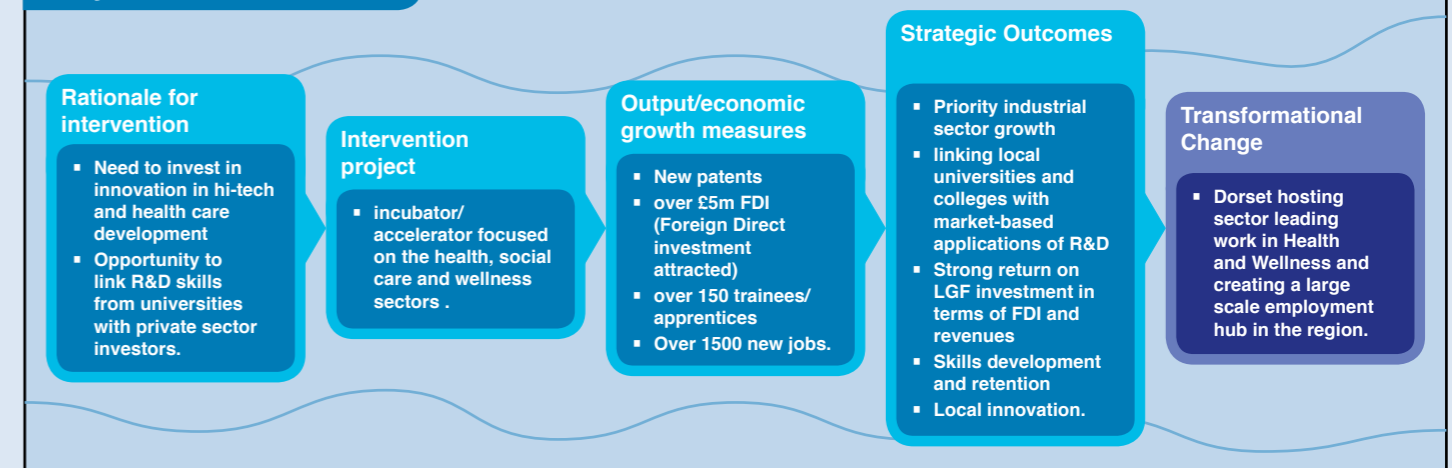 Rationale for
intervention
▪ Need to invest in
innovation in hi-tech
and health care
development
▪ Opportunity to
link R&D skills
from universities
with private sector
investors.
Intervention
project
▪ incubator/
accelerator focused
on the health, social
care and wellness
sectors .
Output/economic
growth measures
▪ New patents
▪ over £5m FDI
(Foreign Direct
investment
attracted)
▪ over 150 trainees/
apprentices
▪ Over 1500 new jobs.
Strategic Outcomes
▪ Priority industrial
sector growth
▪ linking local
universities and
colleges with
market-based
applications of R&D
▪ Strong return on
LGF investment in
terms of FDI and
revenues
▪ Skills development
and retention
▪ Local innovation.
Transformational
Change
▪ Dorset hosting
sector leading
work in Health
and Wellness and
creating a large
scale employment
hub in the region.